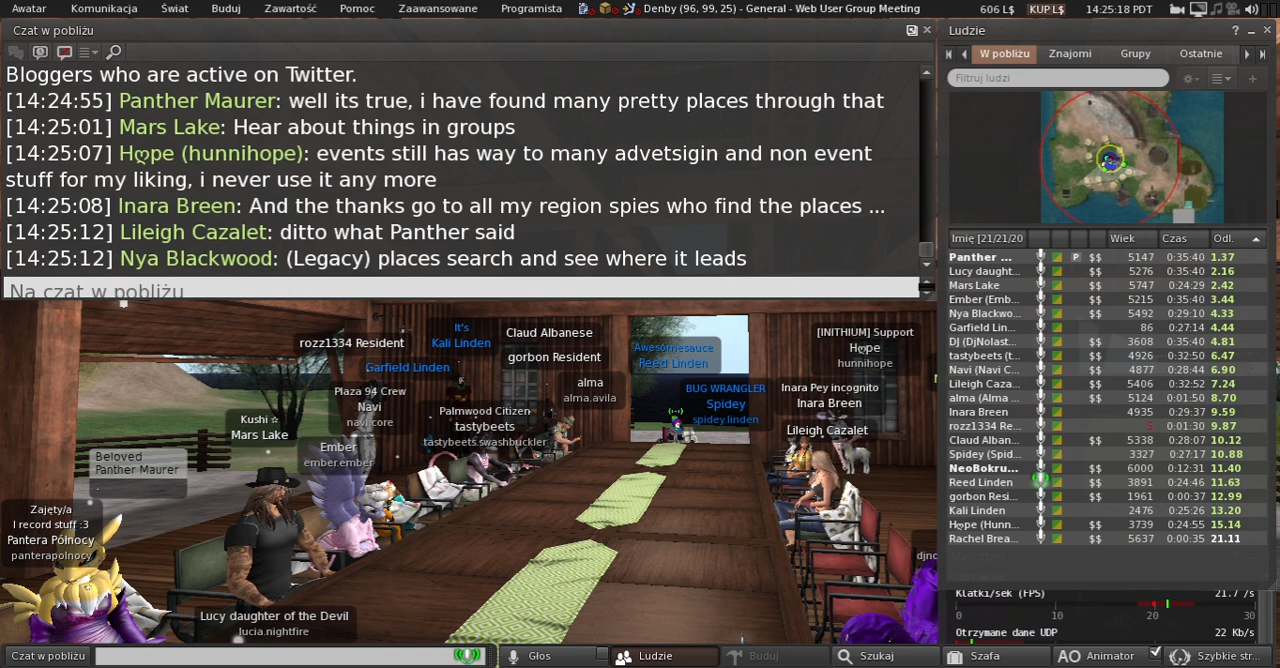 Awatar Komunikacja Świat Buduj Zawartość Pomoc Zaawansowane Programista Denby (96, 99, 25) - General - Web User Group Meeting 606 L$ KUP L$ 14:25:18 PDT
Czat w pobliżu
Bloggers who are active on Twitter.
[14:24:55] Panther Maurer: well its true, i have found many pretty places through that
[14:25:01] Mars Lake: Hear about things in groups
[14:25:07] Hρpe (hunnihope): events still has way to many advetsigin and non event
stuff for my liking, i never use it any more
[14:25:08] Inara Breen: And the thanks go to all my region spies who find the places ...
[14:25:12] Lileigh Cazalet: ditto what Panther said
[14:25:12] Nya Blackwood: (Legacy) places search and see where it leads
Na czat w pobliżu
Ludzie
W pobliżu Znajomi Grupy Ostatnie
Filtruj ludzi
Imię [21/21/20 Wiek Czas Odl.
Panther ... P $$ 5147 0:35:40 1.37
Lucy daught... $$ 5276 0:35:40 2.16
Mars Lake $$ 5747 0:24:29 2.42
Ember (Emb... $$ 5215 0:35:40 3.44
Nya Blackwo... $$ 5492 0:29:10 4.33
Garfield Lin... 86 0:27:14 4.44
DJ (DjNolast... $$ 3608 0:35:40 4.81
tastybeets (t... $$ 4926 0:32:50 6.47
Navi (Navi C... $$ 4877 0:28:44 6.90
Lileigh Caza... $$ 5406 0:32:52 7.24
alma (Alma ... $$ 5124 0:01:50 8.70
Inara Breen 4935 0:29:37 9.59
rozz1334 Re... 5 0:01:30 9.87
Claud Alban... $$ 5338 0:28:07 10.12
Spidey (Spid... 3327 0:27:17 10.88
NeoBokru... $$ 6000 0:12:31 11.40
Reed Linden $$ 3891 0:24:46 11.63
gorbon Resi... $$ 1961 0:00:37 12.99
Kali Linden 2476 0:25:26 13.20
Hρpe (Hunn... $$ 3739 0:24:55 15.14
Rachel Brea... $$ 5637 0:00:35 21.11
Klatki/sek (FPS) 21.7 /s
0 10 20 30
Otrzymane dane UDP 22 Kb/s
It's
Kali Linden
rozz1334 Resident
Claud Albanese
gorbon Resident
Awesomesauce
Reed Linden
[INITHIUM] Support
Hρpe
hunnihope
Garfield Linden
alma
alma.avila
BUG WRANGLER
Spidey
spidey.linden
Inara Pey incognito
Inara Breen
Plaza 94 Crew
Navi
navi.core
Palmwood Citizen
tastybeets
tastybeets.swashbuckler
Lileigh Cazalet
Kushi ☆
Mars Lake
Ember
ember.ember
Beloved
Panther Maurer
Zajęty/a
I record stuff :3
Pantera Północy
panterapolnocy
djno
Lucy daughter of the Devil
lucia.nightfire
Czat w pobliżu Głos Ludzie Buduj Szukaj Szafa AO Animator Szybkie str...